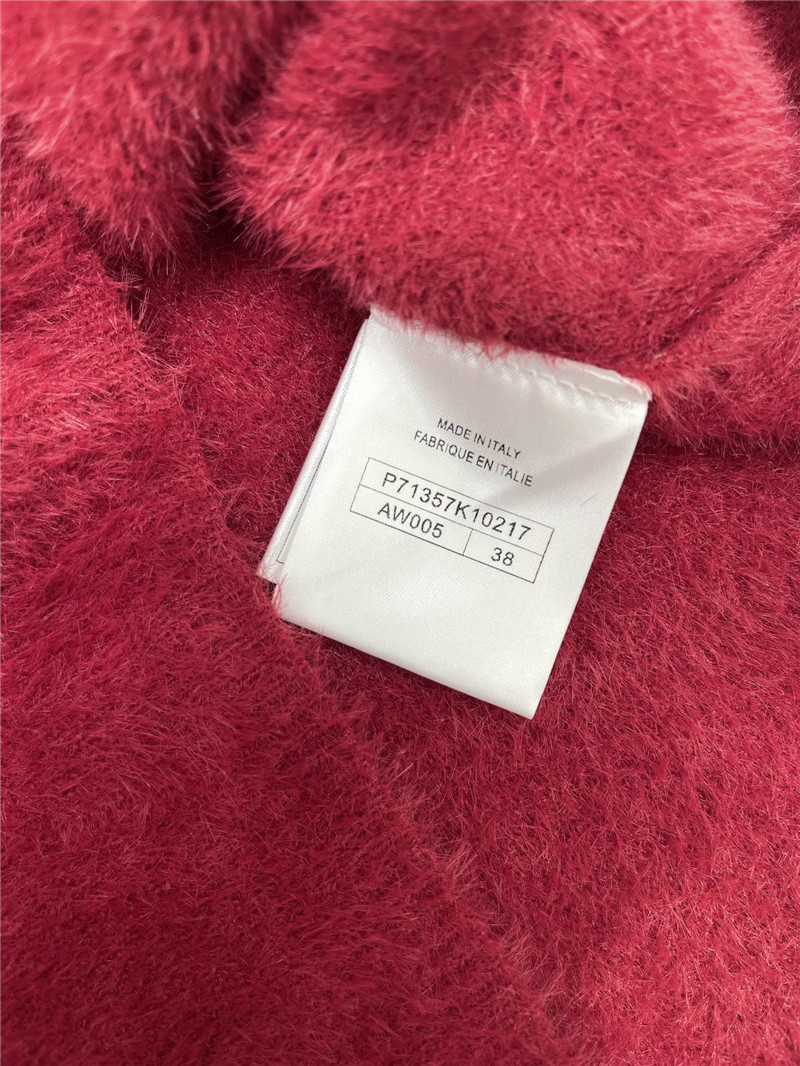 MADE IN ITALY
FABRIQUE EN ITALIE
P71357K10217
AW005 38